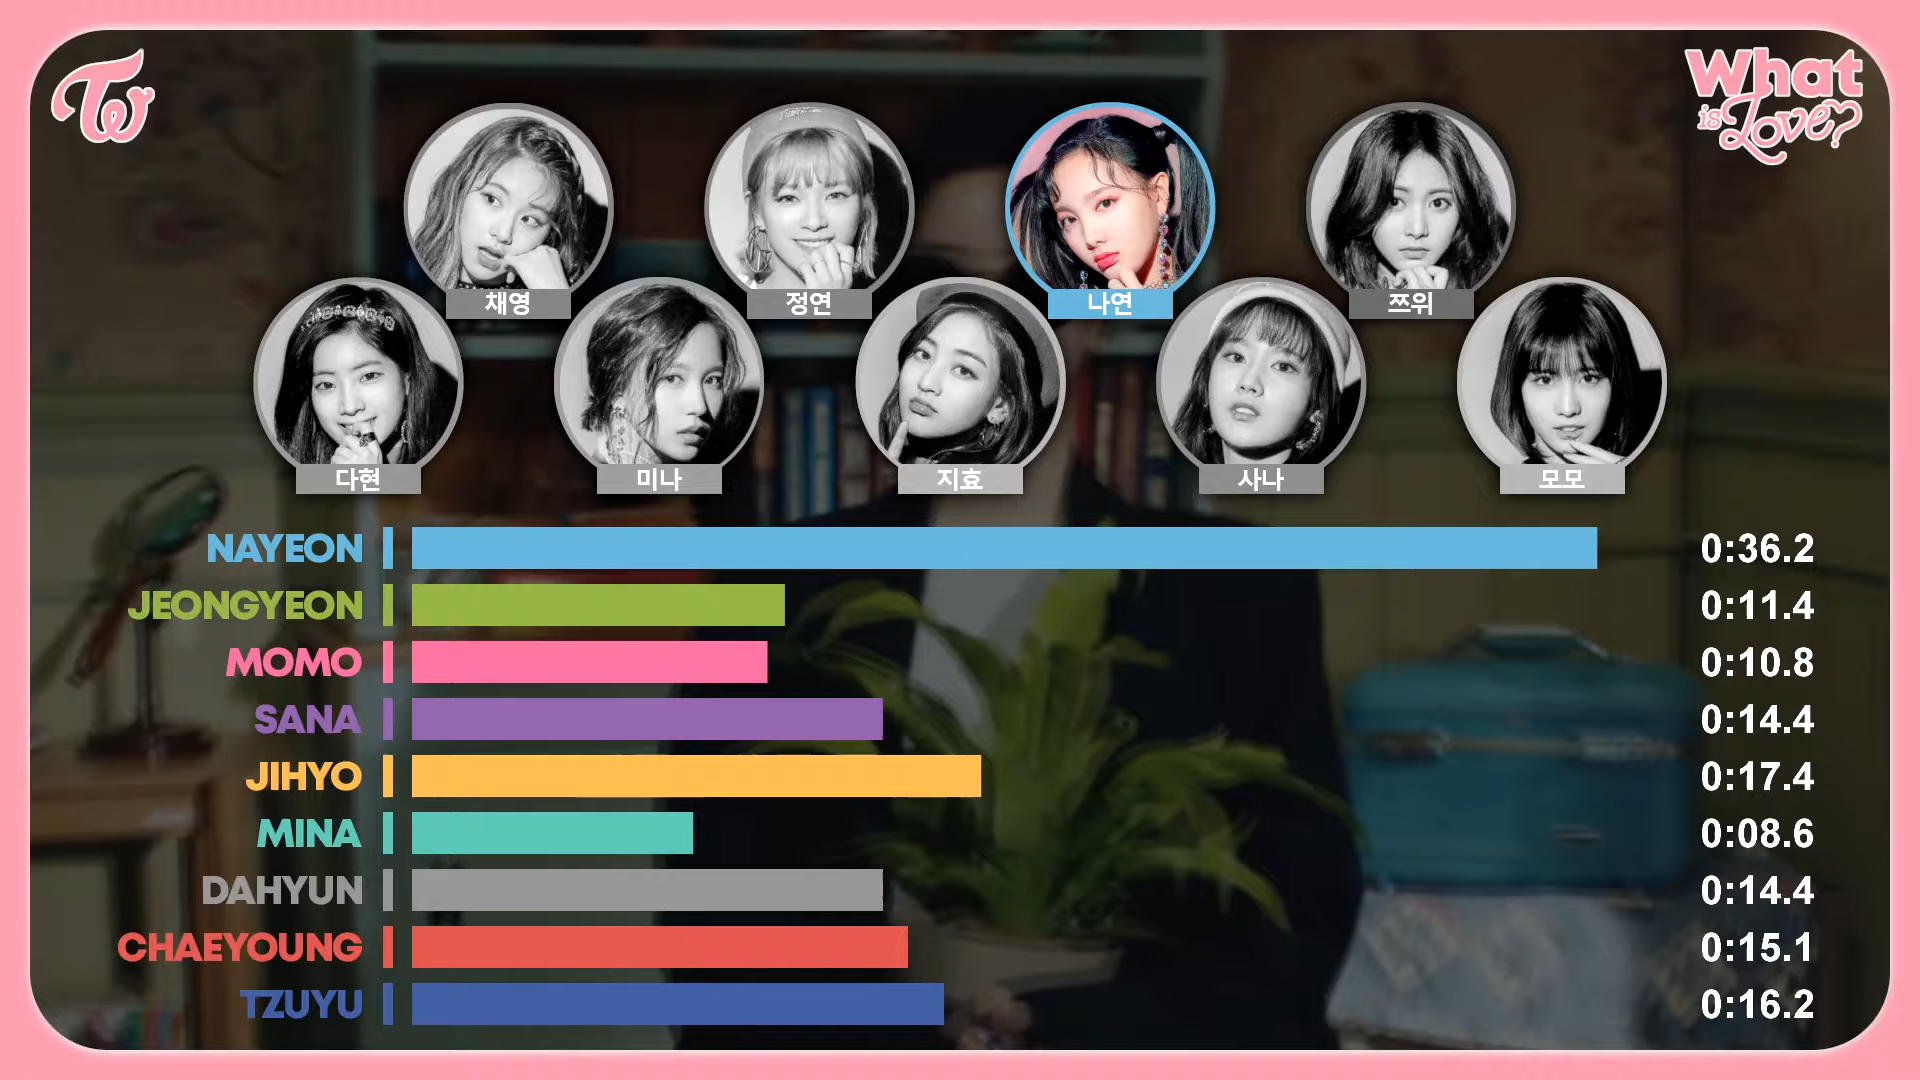 TW
What
is Love?
채영
정연
나연
쯔위
다현
미나
지효
사나
모모
NAYEON 0:36.2
JEONGYEON 0:11.4
MOMO 0:10.8
SANA 0:14.4
JIHYO 0:17.4
MINA 0:08.6
DAHYUN 0:14.4
CHAEYOUNG 0:15.1
TZUYU 0:16.2